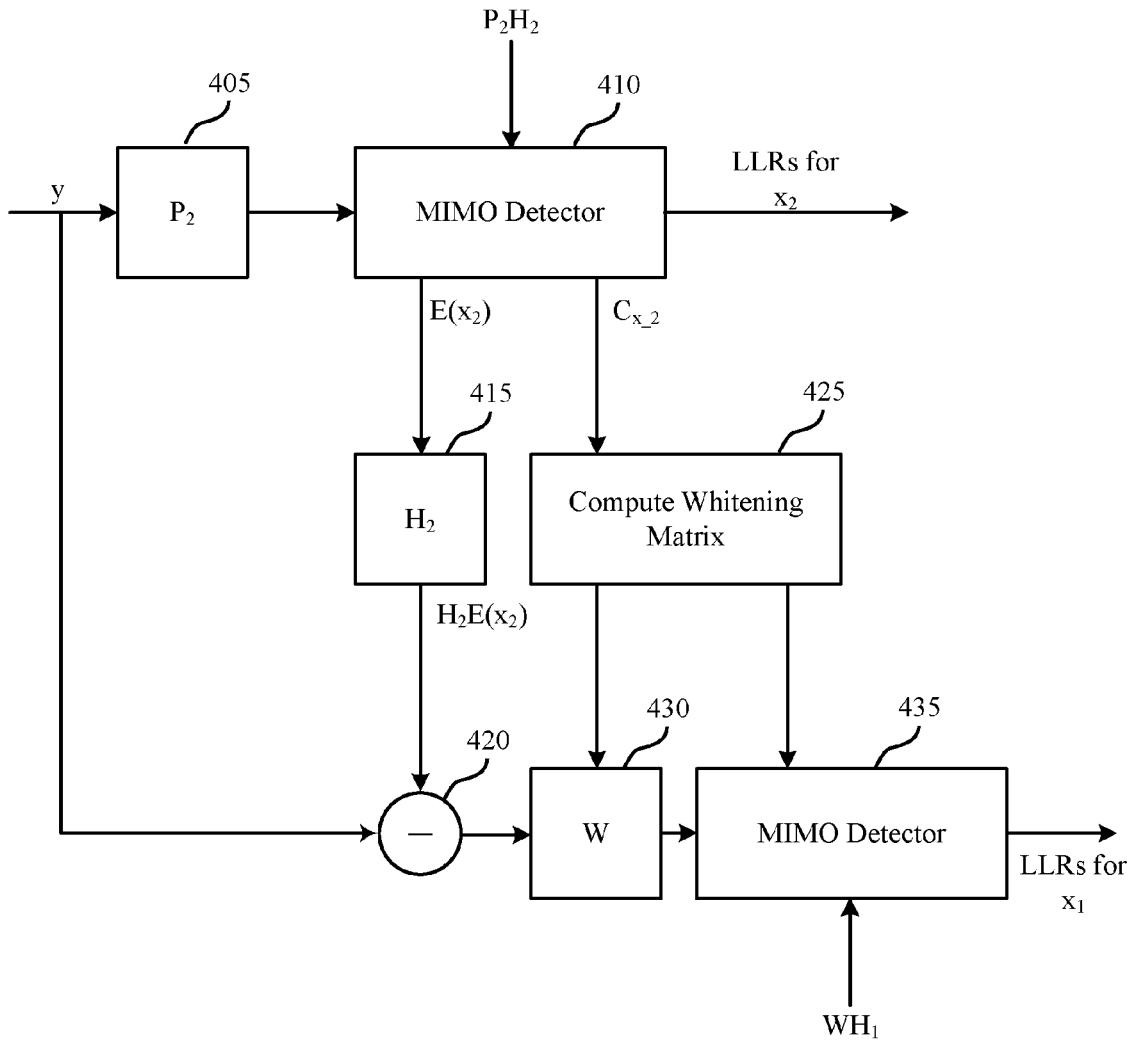 P₂H₂
405
410
y
P₂
MIMO Detector
LLRs for
x₂
E(x₂)
Cₓ_₂
415
425
H₂
Compute Whitening
Matrix
H₂E(x₂)
430
435
420
—
W
MIMO Detector
LLRs for
x₁
WH₁